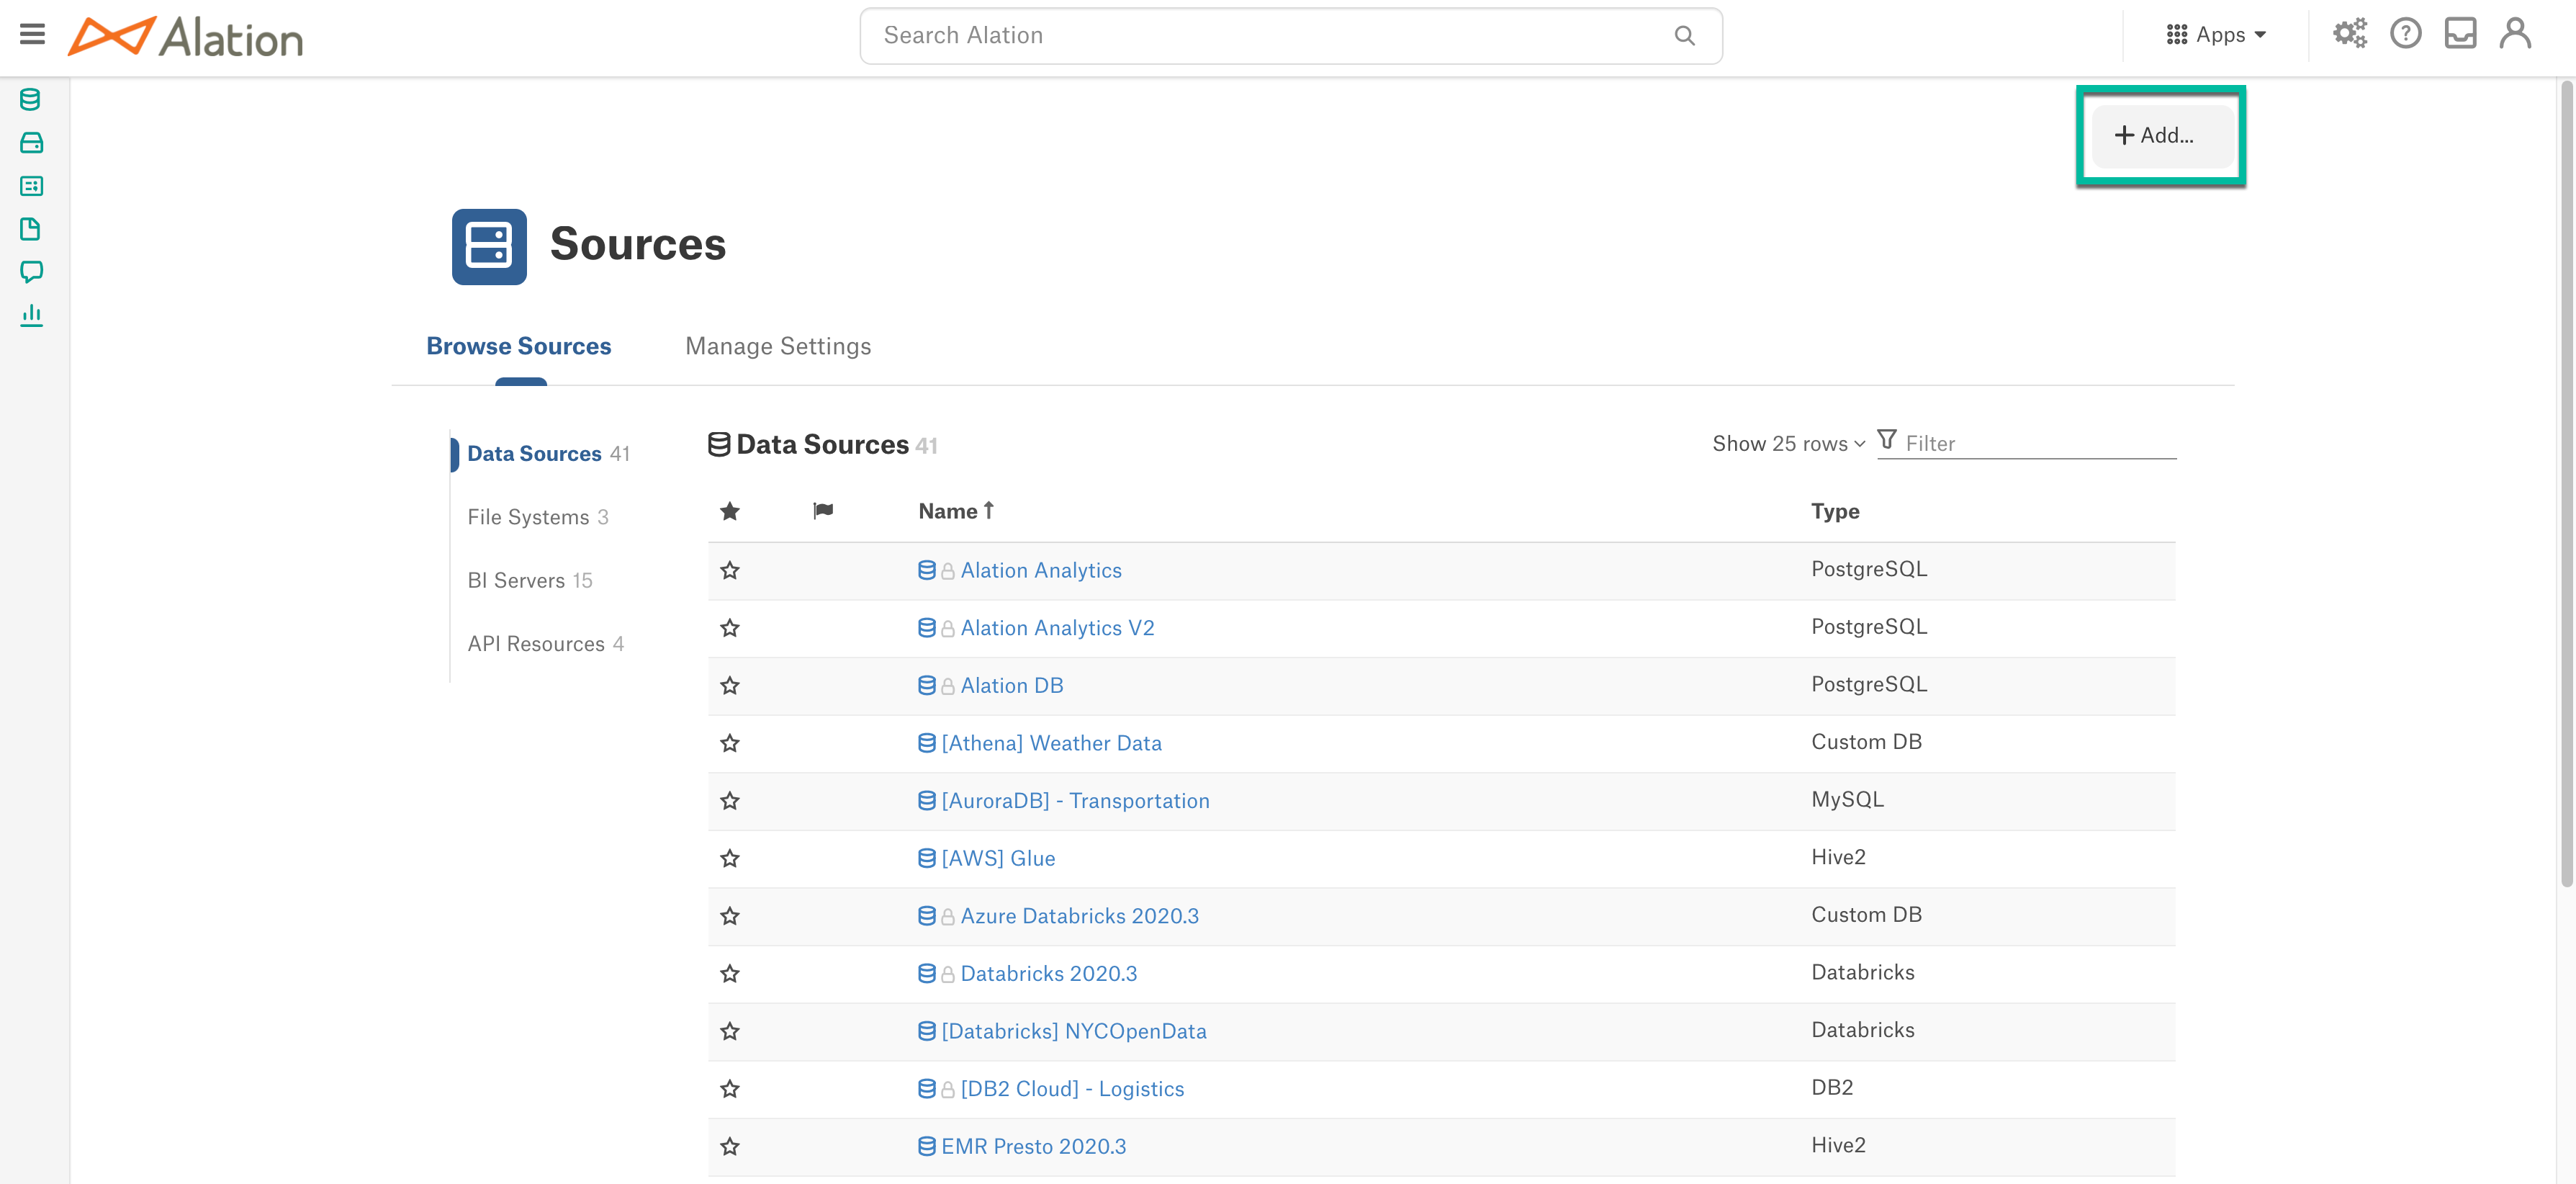 Alation
Search Alation
Apps
+ Add...
Sources
Browse Sources
Manage Settings
Data Sources 41
File Systems 3
BI Servers 15
API Resources 4
Data Sources 41
Show 25 rows
Filter
Name ↑ Type
Alation Analytics PostgreSQL
Alation Analytics V2 PostgreSQL
Alation DB PostgreSQL
[Athena] Weather Data Custom DB
[AuroraDB] - Transportation MySQL
[AWS] Glue Hive2
Azure Databricks 2020.3 Custom DB
Databricks 2020.3 Databricks
[Databricks] NYCOpenData Databricks
[DB2 Cloud] - Logistics DB2
EMR Presto 2020.3 Hive2